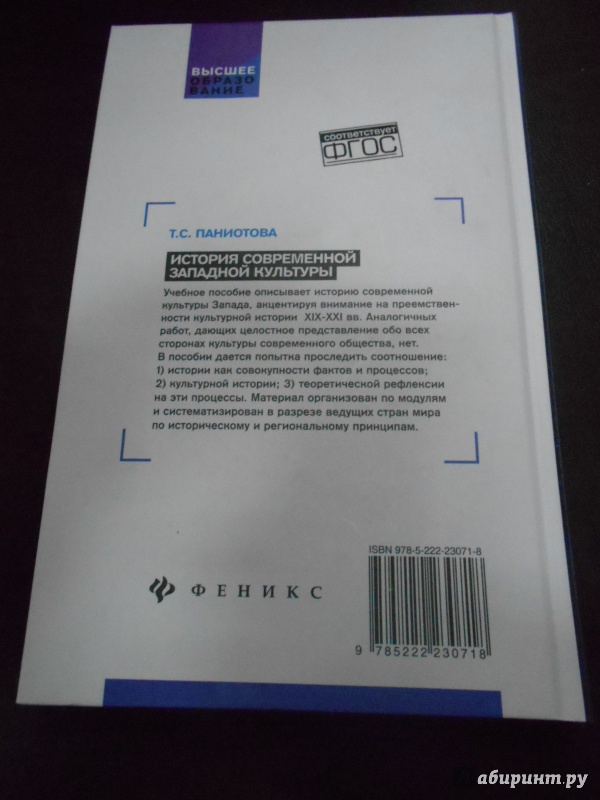 ВЫСШЕЕ
ОБРАЗО
ВАНИЕ
соответствует
ФГОС
Т.С. ПАНИОТОВА
ИСТОРИЯ СОВРЕМЕННОЙ
ЗАПАДНОЙ КУЛЬТУРЫ
Учебное пособие описывает историю современной
культуры Запада, акцентируя внимание на преемствен-
ности культурной истории XIX-XXI вв. Аналогичных
работ, дающих целостное представление обо всех
сторонах культуры современного общества, нет.
В пособии дается попытка проследить соотношение:
1) истории как совокупности фактов и процессов;
2) культурной истории; 3) теоретической рефлексии
на эти процессы. Материал организован по модулям
и систематизирован в разрезе ведущих стран мира
по историческому и региональному принципам.
ISBN 978-5-222-23071-8
ФЕНИКС
9 785222 230718
абиринт.ру